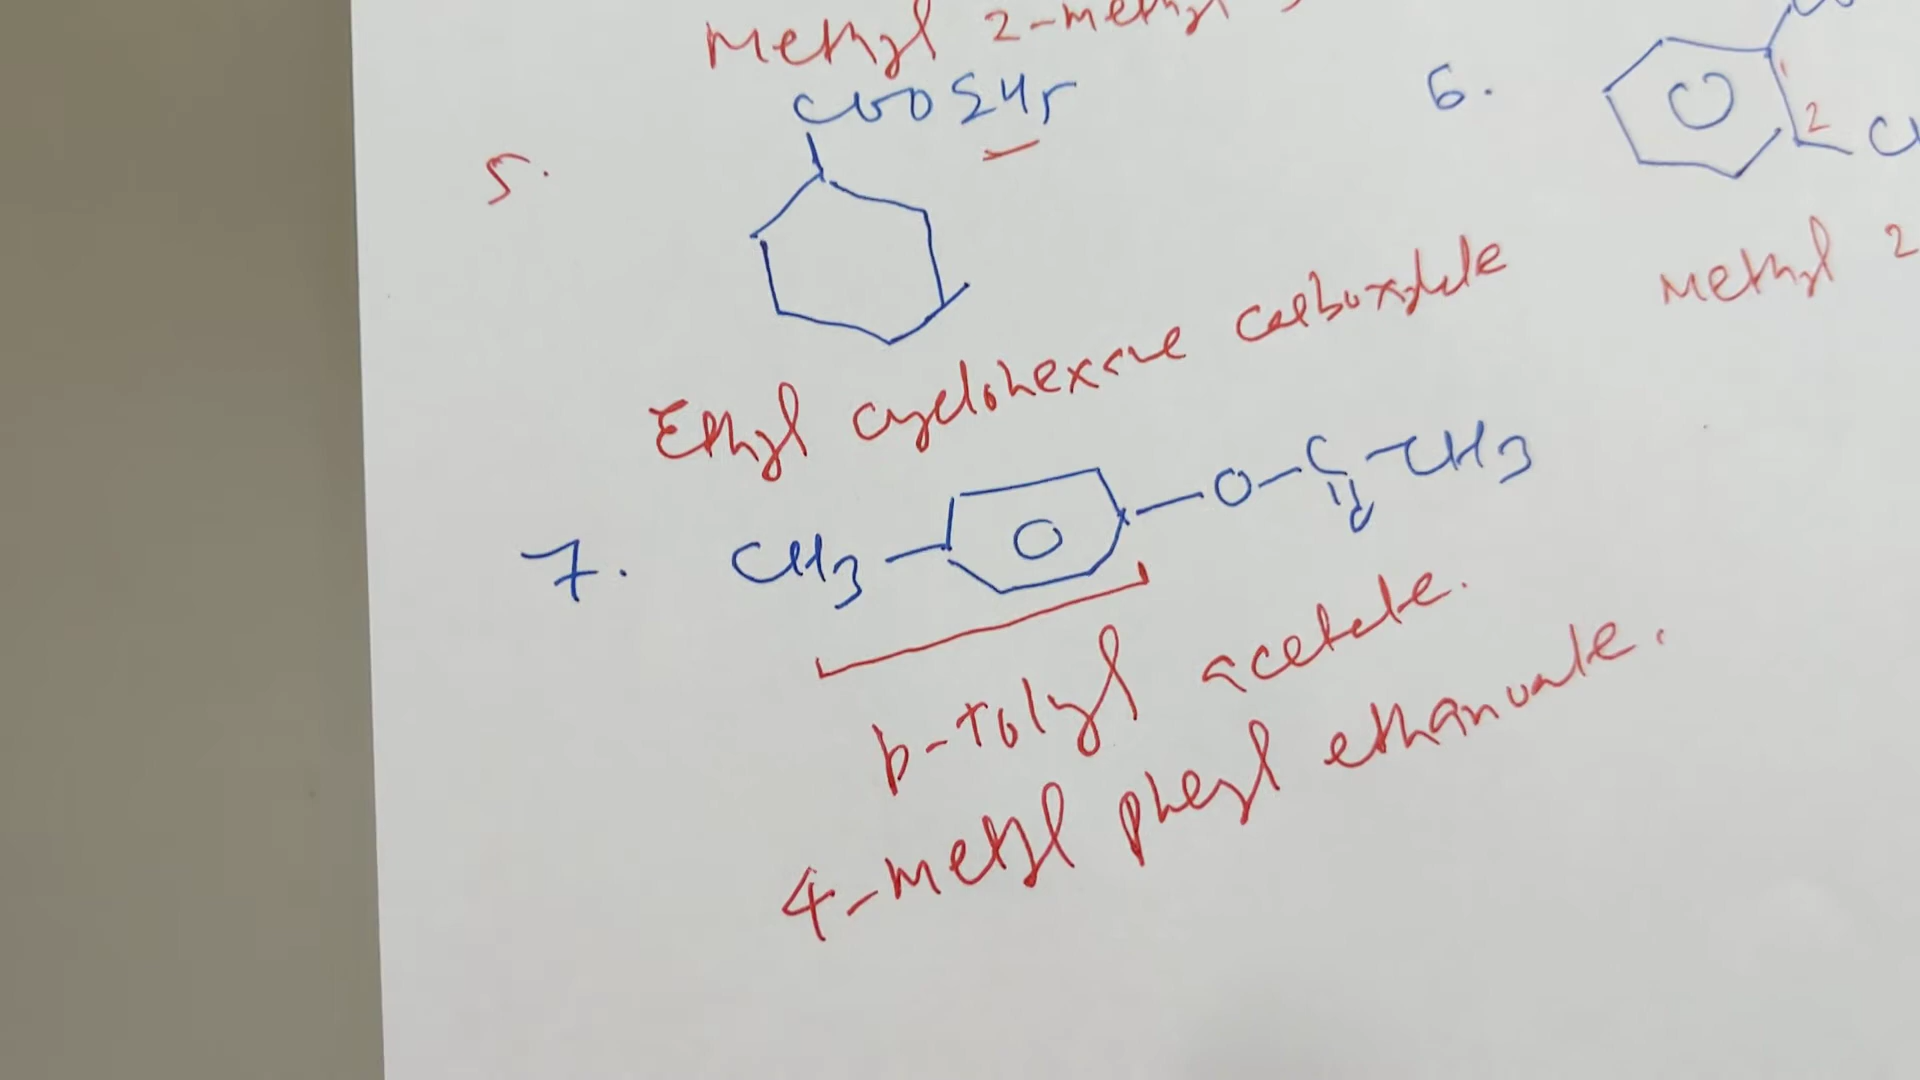 Methyl 2-methyl
5.
COOC2H5
Ethyl cyclohexane carboxylate
6.
1
2
Methyl 2
7.
CH3
O
C
CH3
p-Tolyl acetate.
4-methyl phenyl ethanoate.